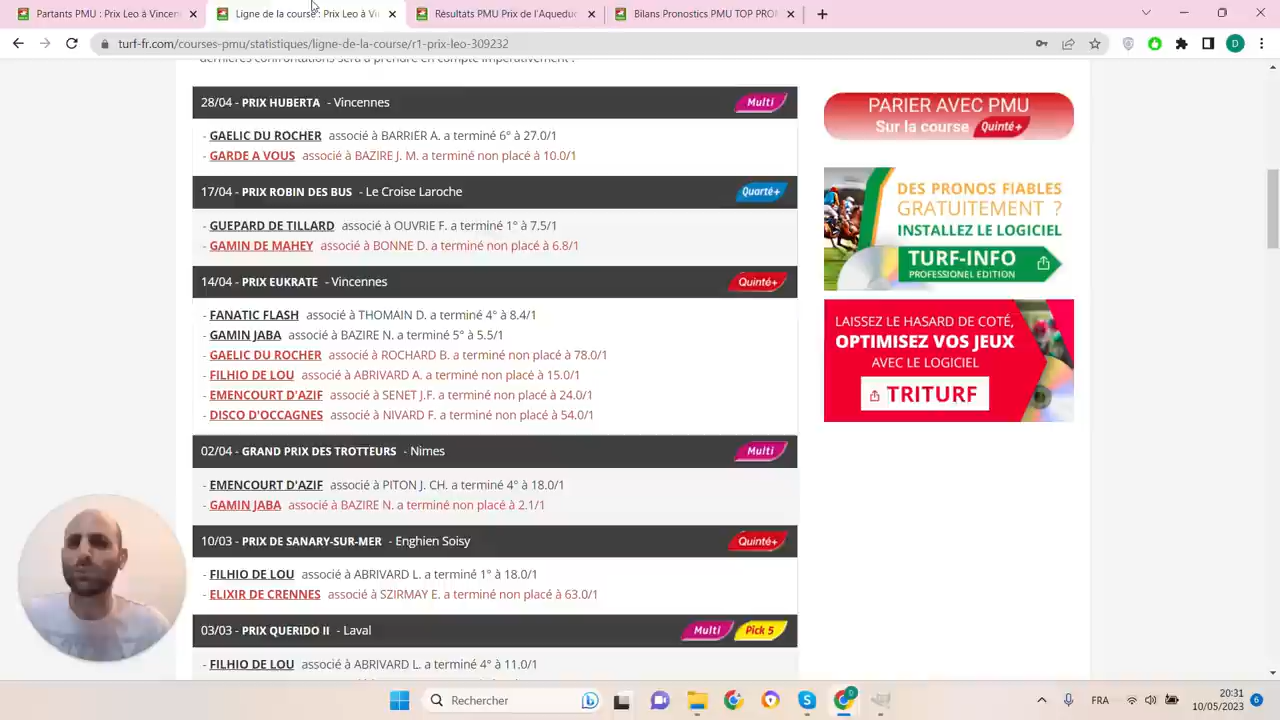 Partants PMU : Prix Leo à Vin
Ligne de la course : Prix Leo à Vi
Résultats PMU de l'Aqueduc
Bilans Pronostics PMU TOP PRO
turf-fr.com/courses-pmu/statistiques/ligne-de-la-course/r1-prix-leo-309232
D
dernières confrontations sera à prendre en compte impérativement !
28/04 - PRIX HUBERTA - Vincennes
Multi
- GAELIC DU ROCHER associé à BARRIER A. a terminé 6° à 27.0/1
- GARDE A VOUS associé à BAZIRE J. M. a terminé non placé à 10.0/1
17/04 - PRIX ROBIN DES BUS - Le Croise Laroche
Quarté+
- GUEPARD DE TILLARD associé à OUVRIE F. a terminé 1° à 7.5/1
- GAMIN DE MAHEY associé à BONNE D. a terminé non placé à 6.8/1
14/04 - PRIX EUKRATE - Vincennes
Quinté+
- FANATIC FLASH associé à THOMAIN D. a terminé 4° à 8.4/1
- GAMIN JABA associé à BAZIRE N. a terminé 5° à 5.5/1
- GAELIC DU ROCHER associé à ROCHARD B. a terminé non placé à 78.0/1
- FILHIO DE LOU associé à ABRIVARD A. a terminé non placé à 15.0/1
- EMENCOURT D'AZIF associé à SENET J.F. a terminé non placé à 24.0/1
- DISCO D'OCCAGNES associé à NIVARD F. a terminé non placé à 54.0/1
02/04 - GRAND PRIX DES TROTTEURS - Nimes
Multi
- EMENCOURT D'AZIF associé à PITON J. CH. a terminé 4° à 18.0/1
- GAMIN JABA associé à BAZIRE N. a terminé non placé à 2.1/1
10/03 - PRIX DE SANARY-SUR-MER - Enghien Soisy
Quinté+
- FILHIO DE LOU associé à ABRIVARD L. a terminé 1° à 18.0/1
- ELIXIR DE CRENNES associé à SZIRMAY E. a terminé non placé à 63.0/1
03/03 - PRIX QUERIDO II - Laval
Multi
Pick 5
- FILHIO DE LOU associé à ABRIVARD L. a terminé 4° à 11.0/1
PARIER AVEC PMU
Sur la course Quinté+
DES PRONOS FIABLES
GRATUITEMENT ?
INSTALLEZ LE LOGICIEL
TURF-INFO
PROFESSIONEL EDITION
LAISSEZ LE HASARD DE COTÉ,
OPTIMISEZ VOS JEUX
AVEC LE LOGICIEL
TRITURF
Rechercher
FRA
20:31
10/05/2023
6